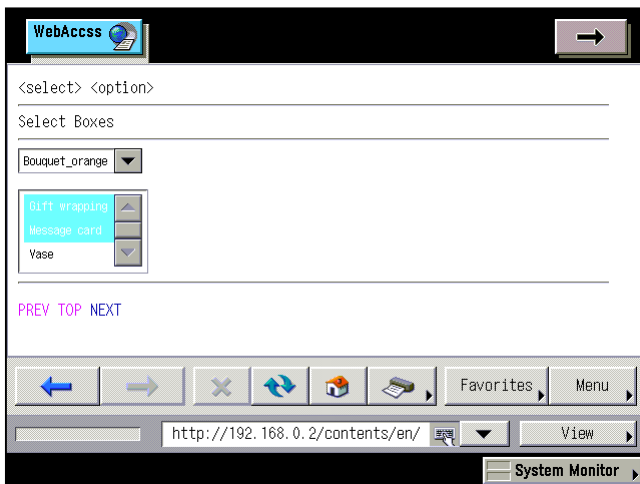 WebAccss
<select> <option>
Select Boxes
Bouquet_orange
Gift wrapping
Message card
Vase
PREV TOP NEXT
Favorites
Menu
http://192.168.0.2/contents/en/
View
System Monitor